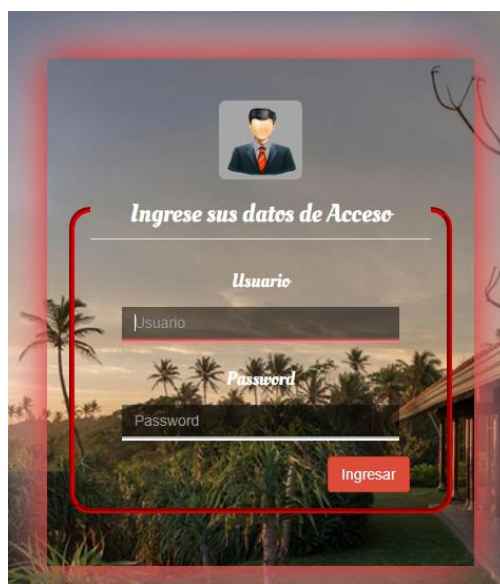 Ingrese sus datos de Acceso
Usuario
Usuario
Password
Password
Ingresar